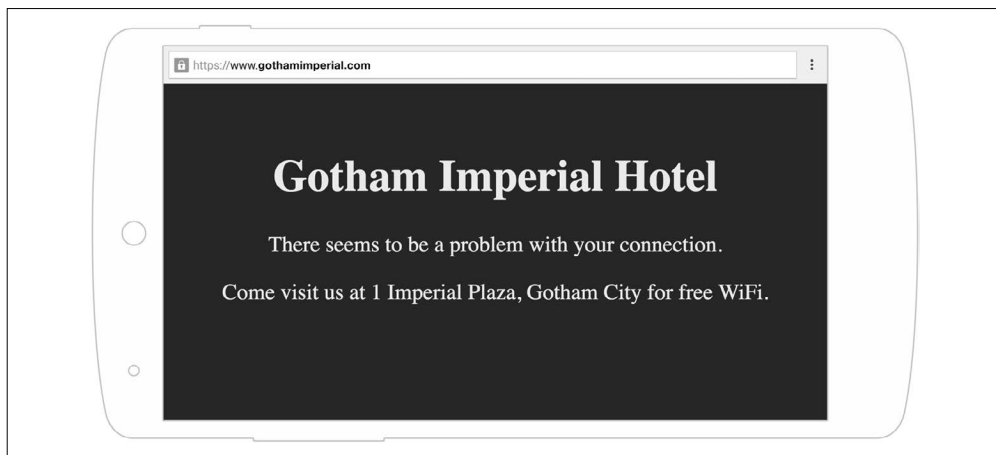 https://www.gothamimperial.com
Gotham Imperial Hotel
There seems to be a problem with your connection.
Come visit us at 1 Imperial Plaza, Gotham City for free WiFi.